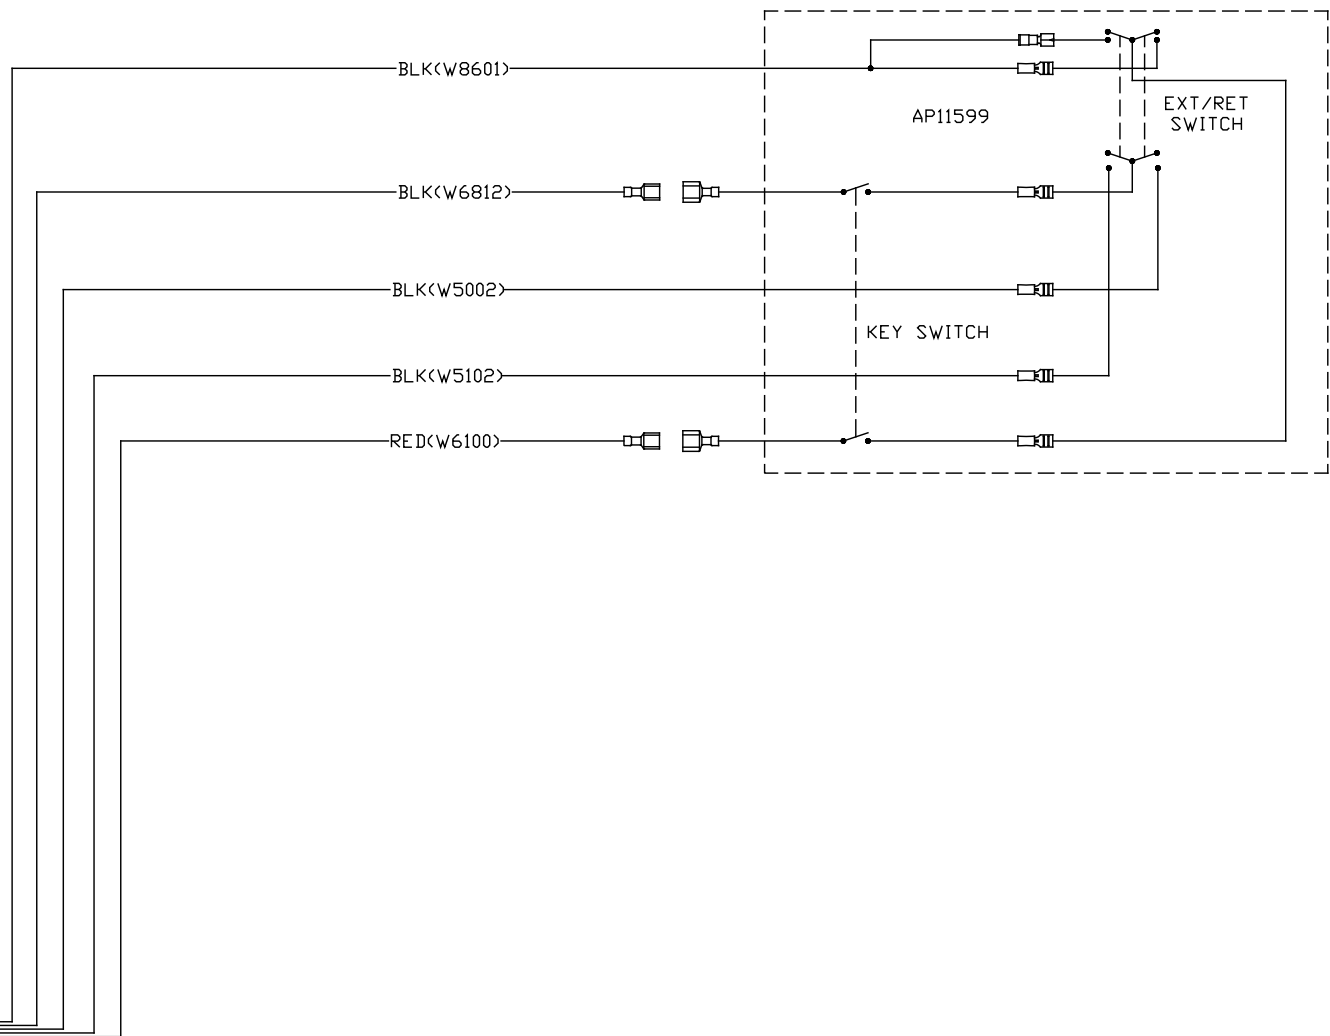 BLK(W8601)
AP11599
EXT/RET
SWITCH
BLK(W6812)
BLK(W5002)
KEY SWITCH
BLK(W5102)
RED(W6100)